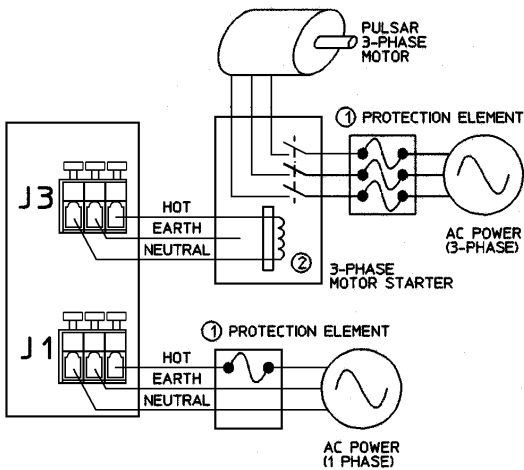 PULSAR
3-PHASE
MOTOR
1 PROTECTION ELEMENT
J3
HOT
EARTH
NEUTRAL
AC POWER
(3-PHASE)
2
3-PHASE
MOTOR STARTER
1 PROTECTION ELEMENT
J1
HOT
EARTH
NEUTRAL
AC POWER
(1 PHASE)